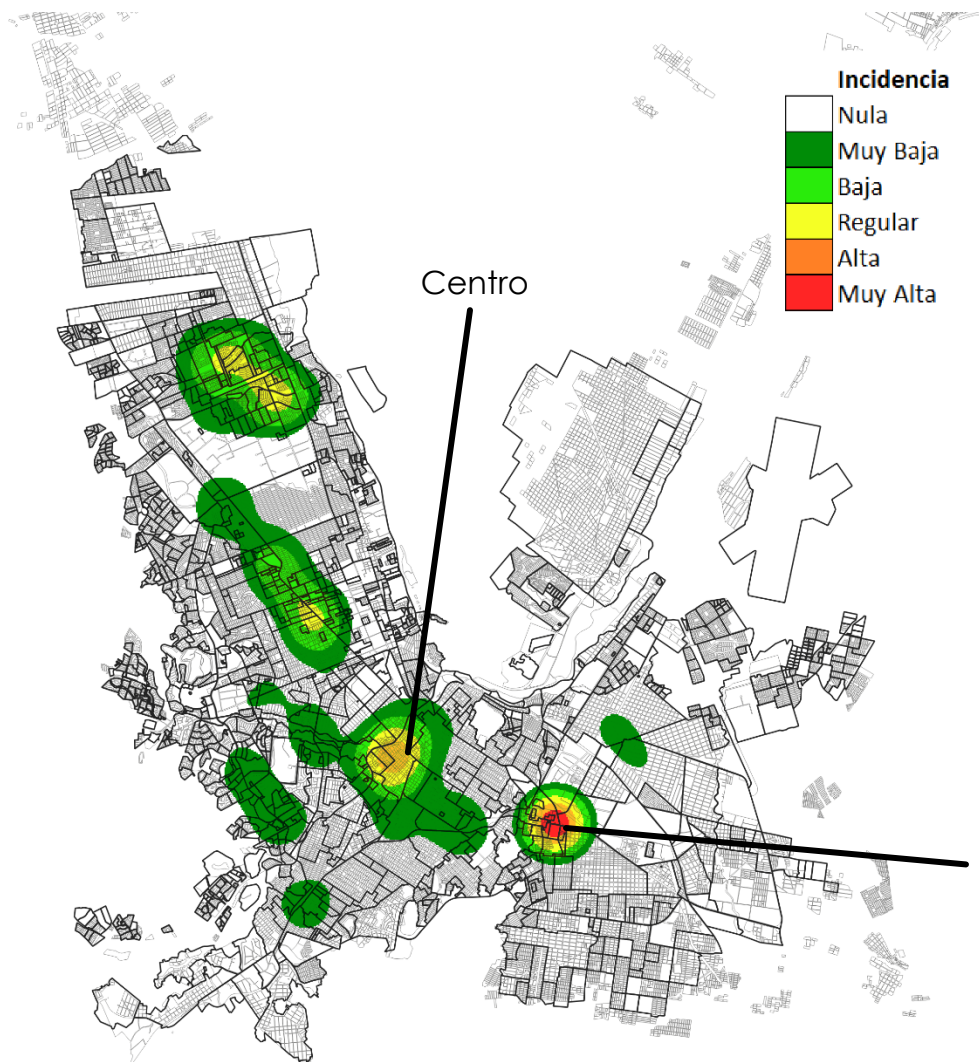 Incidencia
Nula
Muy Baja
Baja
Regular
Alta
Muy Alta
Centro